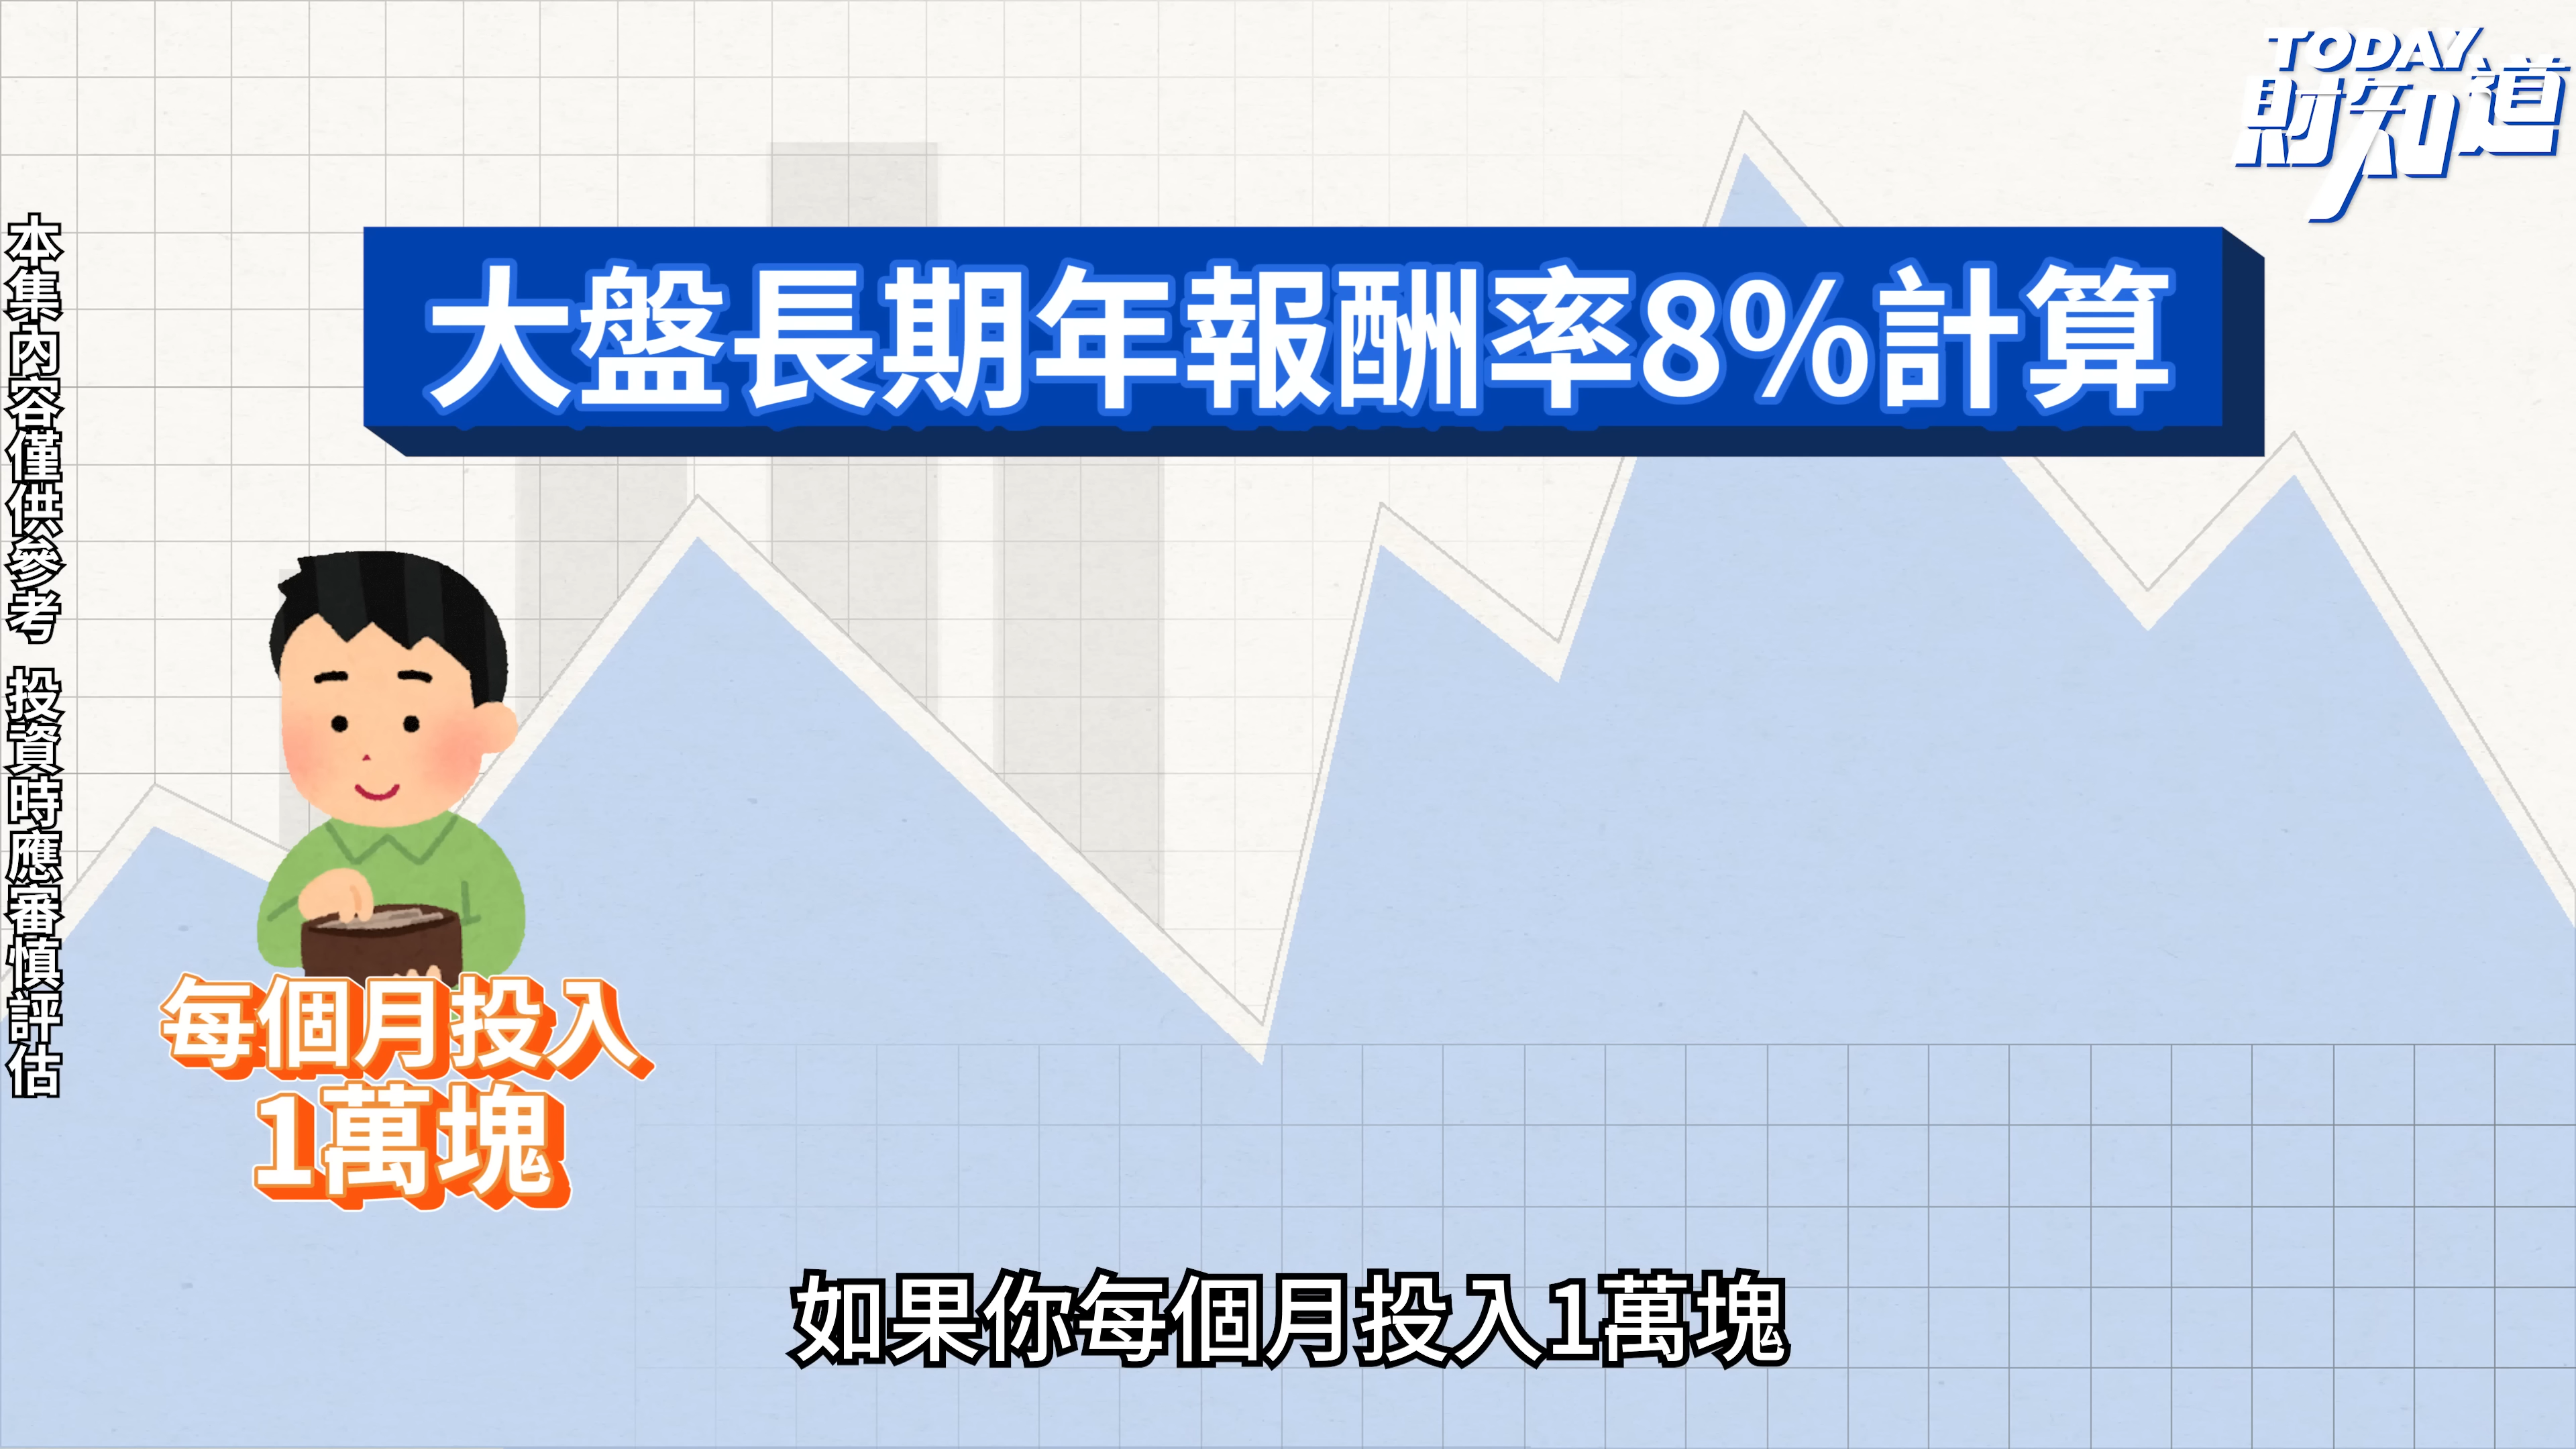 TODAY
財知道
大盤長期年報酬率8%計算
本集內容僅供參考 投資時應審慎評估
每個月投入
1萬塊
如果你每個月投入1萬塊